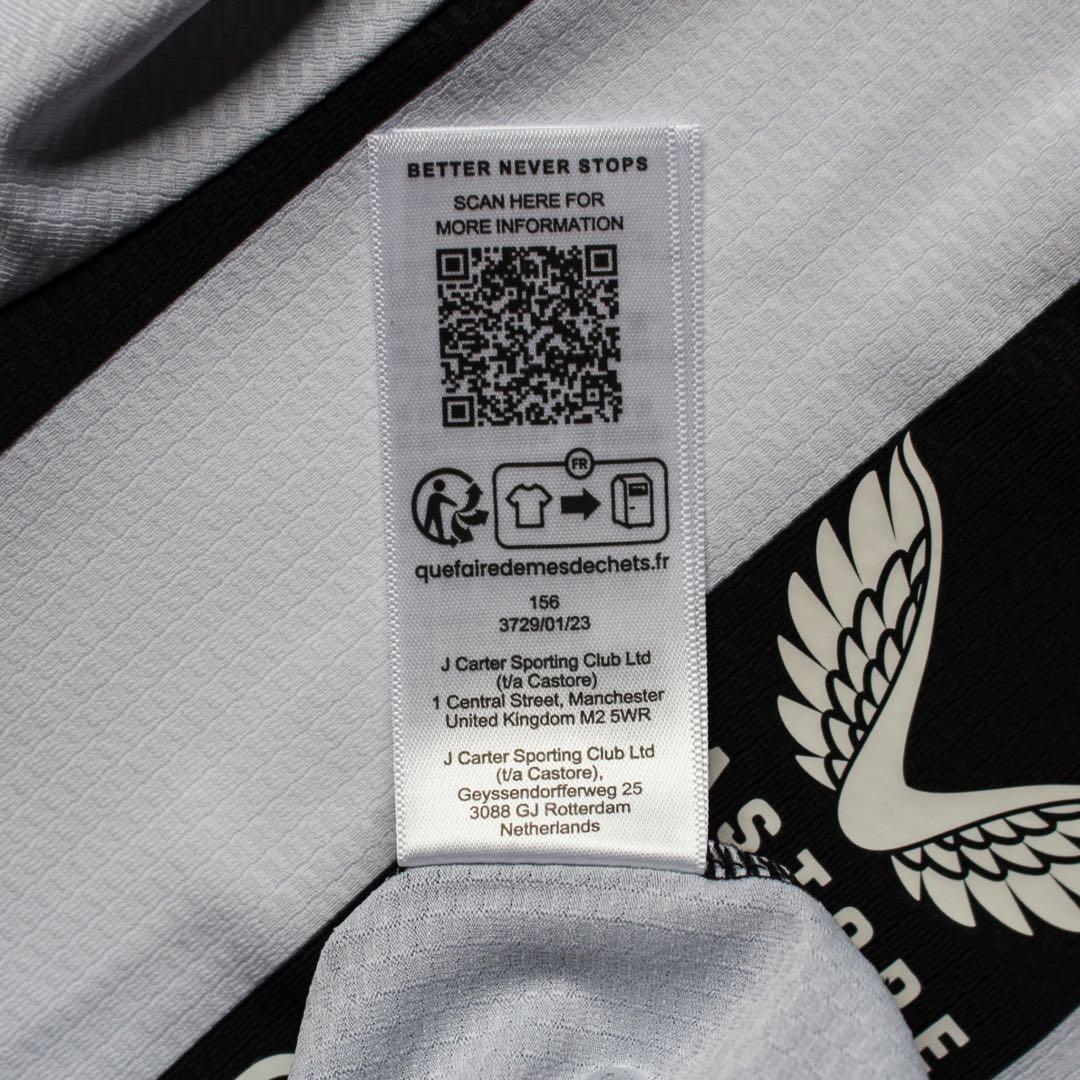 BETTER NEVER STOPS
SCAN HERE FOR
MORE INFORMATION
FR
quefairedemesdechets.fr
156
3729/01/23
J Carter Sporting Club Ltd
(t/a Castore)
1 Central Street, Manchester
United Kingdom M2 5WR
J Carter Sporting Club Ltd
(t/a Castore),
Geyssendorfferweg 25
3088 GJ Rotterdam
Netherlands
ASTORE